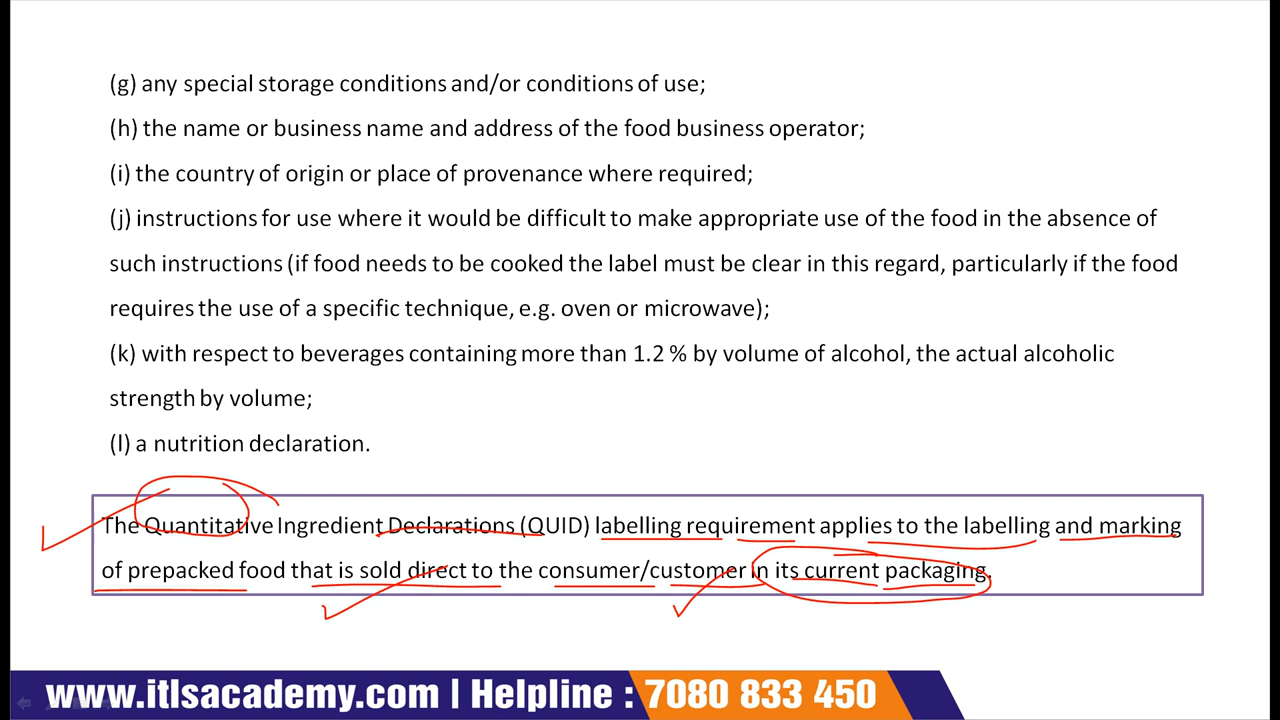 (g) any special storage conditions and/or conditions of use;
(h) the name or business name and address of the food business operator;
(i) the country of origin or place of provenance where required;
(j) instructions for use where it would be difficult to make appropriate use of the food in the absence of
such instructions (if food needs to be cooked the label must be clear in this regard, particularly if the food
requires the use of a specific technique, e.g. oven or microwave);
(k) with respect to beverages containing more than 1.2 % by volume of alcohol, the actual alcoholic
strength by volume;
(l) a nutrition declaration.
The Quantitative Ingredient Declarations (QUID) labelling requirement applies to the labelling and marking
of prepacked food that is sold direct to the consumer/customer in its current packaging.
www.itlsacademy.com | Helpline : 7080 833 450